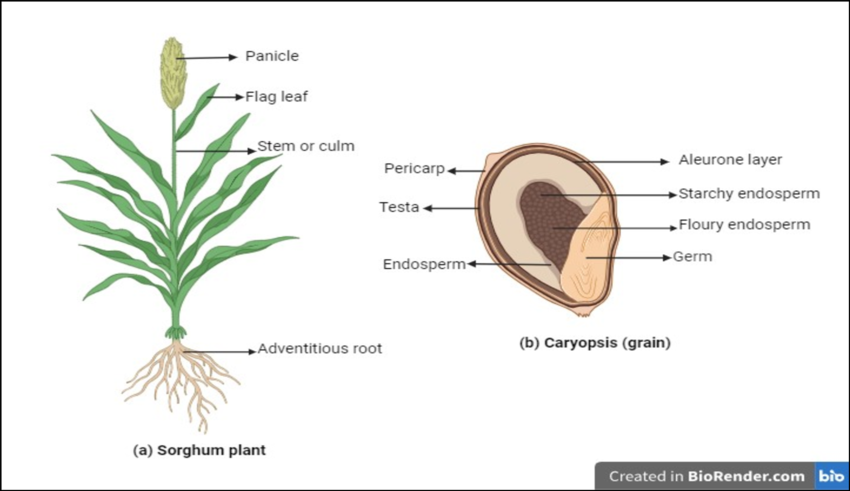 Panicle
Flag leaf
Stem or culm
Adventitious root
(a) Sorghum plant
Pericarp
Testa
Endosperm
Aleurone layer
Starchy endosperm
Floury endosperm
Germ
(b) Caryopsis (grain)
Created in BioRender.com bio